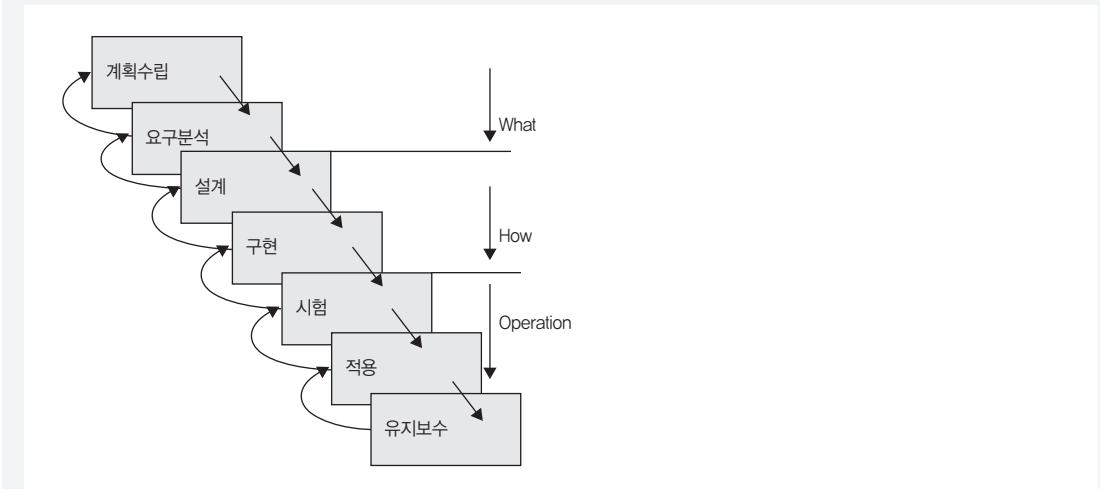 계획수립
What
요구분석
설계
How
구현
시험
Operation
적용
유지보수